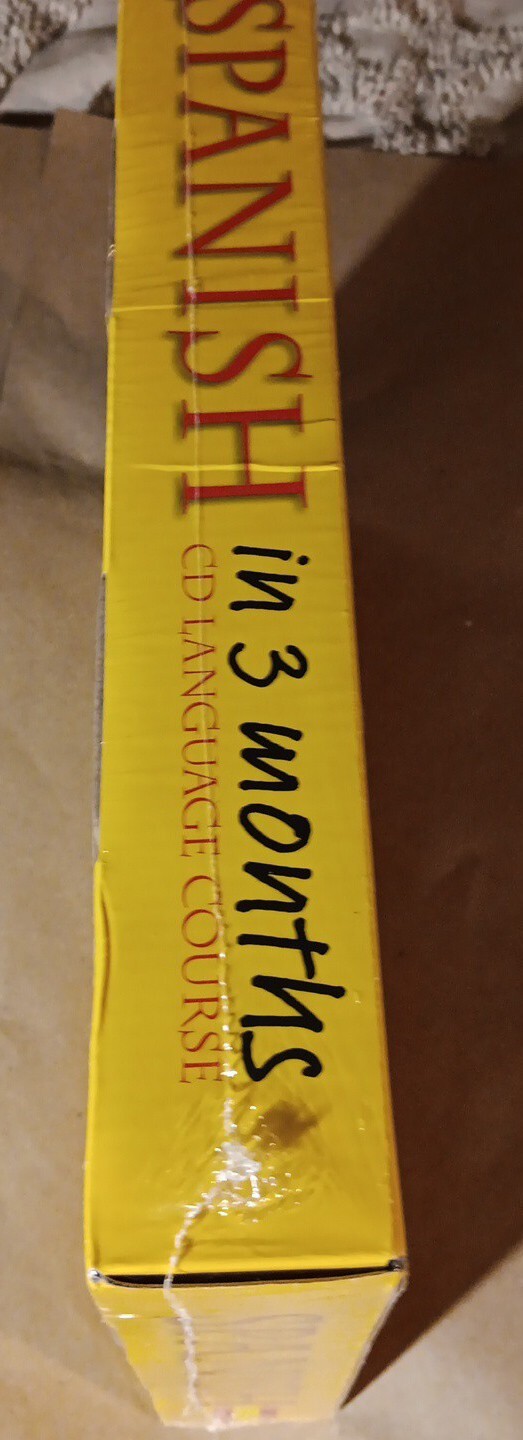 SPANISH
in 3 months
CD LANGUAGE COURSE